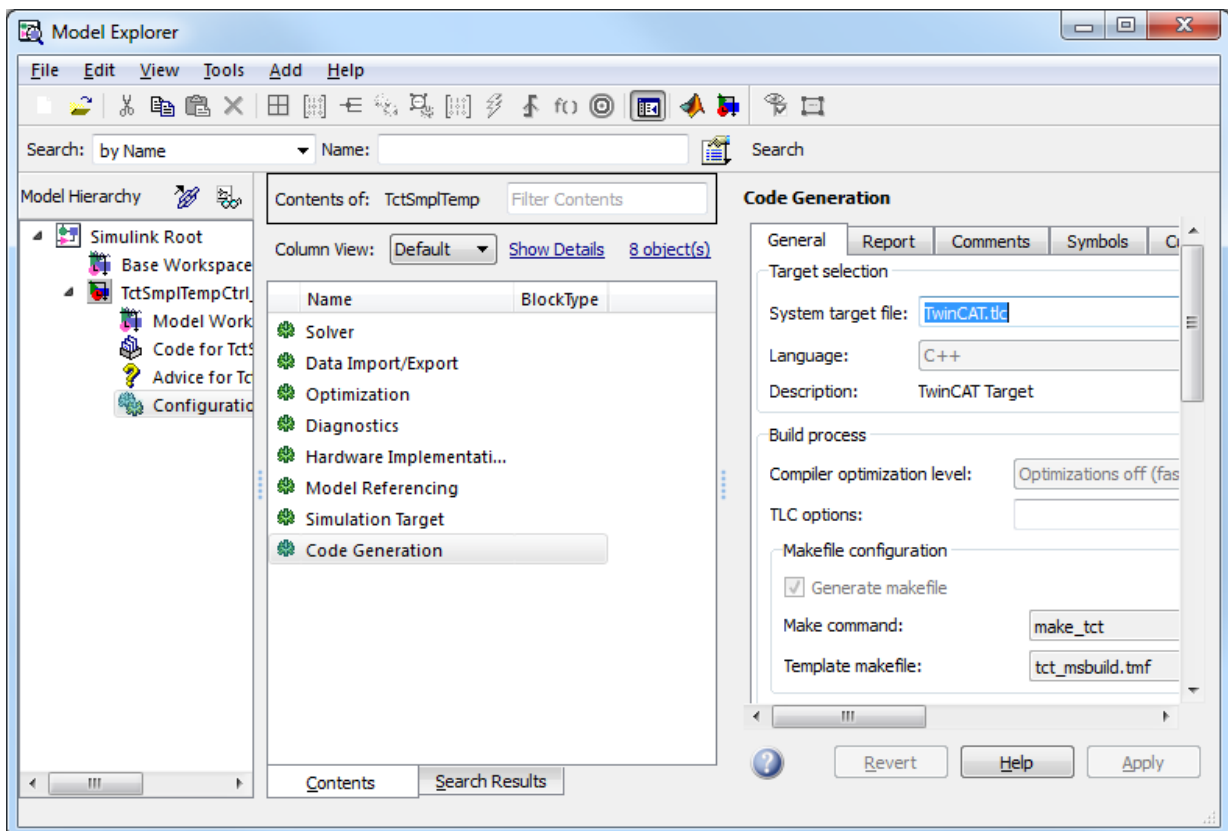 Model Explorer
File Edit View Tools Add Help
Search: by Name Name: Search
Model Hierarchy
Simulink Root
Base Workspace
TctSmplTempCtrl_
Model Work
Code for TctS
Advice for Tc
Configuratio
Contents of: TctSmplTemp Filter Contents
Column View: Default Show Details 8 object(s)
Name BlockType
Solver
Data Import/Export
Optimization
Diagnostics
Hardware Implementati...
Model Referencing
Simulation Target
Code Generation
Contents Search Results
Code Generation
General Report Comments Symbols
Target selection
System target file: TwinCAT.tlc
Language: C++
Description: TwinCAT Target
Build process
Compiler optimization level: Optimizations off (fas
TLC options:
Makefile configuration
Generate makefile
Make command: make_tct
Template makefile: tct_msbuild.tmf
Revert Help Apply